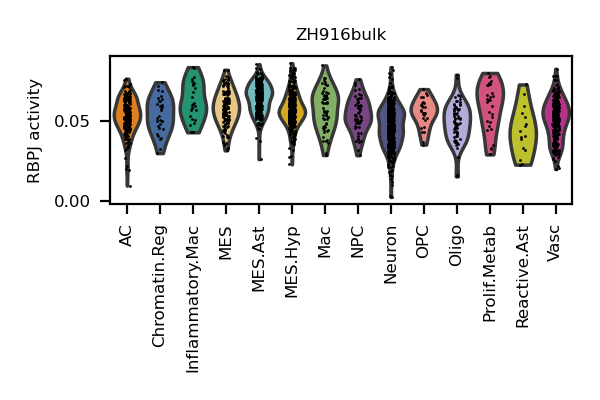 ZH916bulk
RBPJ activity
0.05
0.00
AC
Chromatin.Reg
Inflammatory.Mac
MES
MES.Ast
MES.Hyp
Mac
NPC
Neuron
OPC
Oligo
Prolif.Metab
Reactive.Ast
Vasc